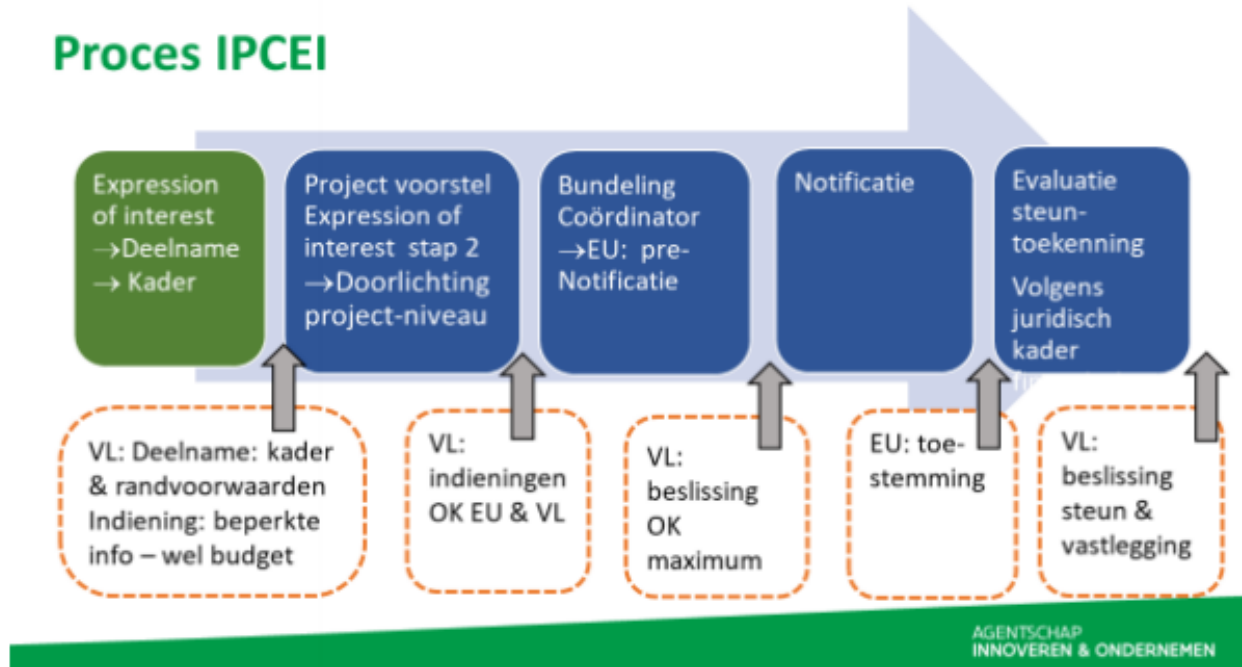 Proces IPCEI
Expression
of interest
→Deelname
→ Kader
Project voorstel
Expression of
interest stap 2
→Doorlichting
project-niveau
Bundeling
Coördinator
→EU: pre-
Notificatie
Notificatie
Evaluatie
steun-
toekenning
Volgens
juridisch
kader
VL: Deelname: kader
& randvoorwaarden
Indiening: beperkte
info – wel budget
VL:
indieningen
OK EU & VL
VL:
beslissing
OK
maximum
EU: toe-
stemming
VL:
beslissing
steun &
vastlegging
AGENTSCHAP
INNOVEREN & ONDERNEMEN